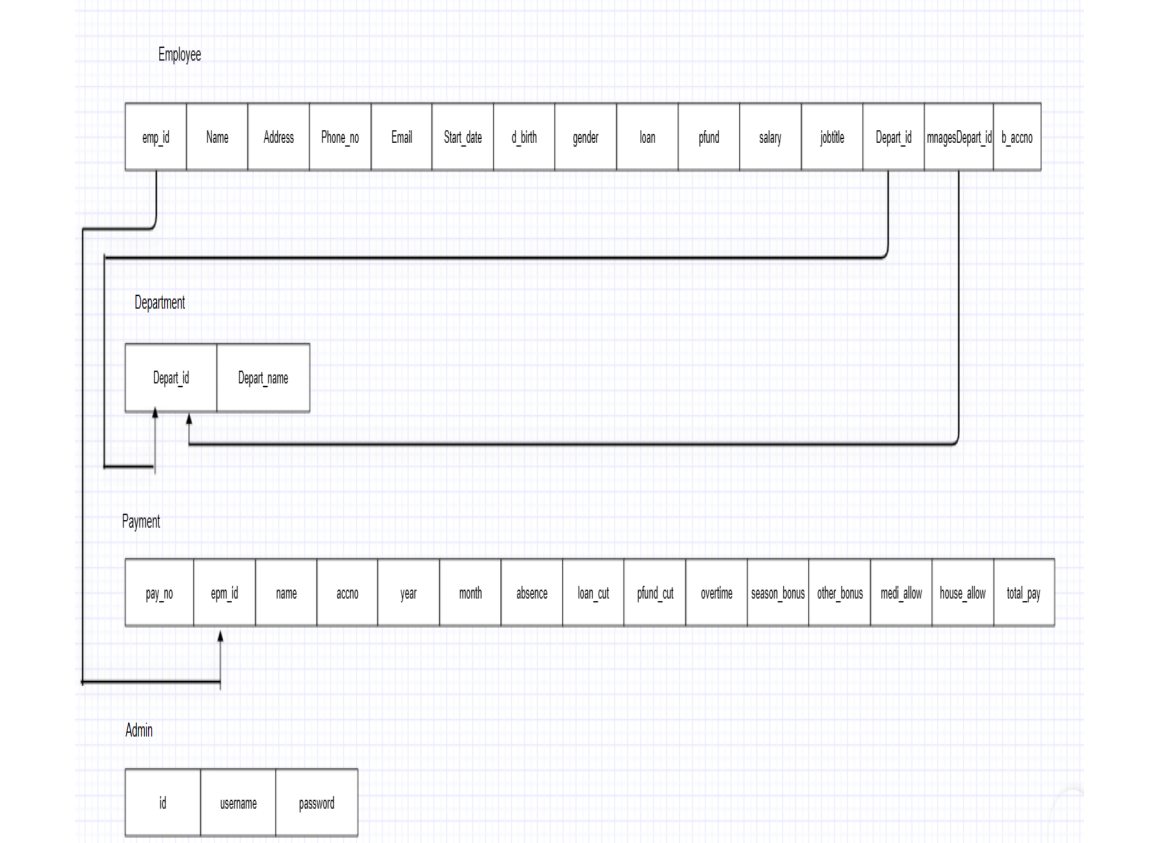 Employee
emp_id Name Address Phone_no Email Start_date d_birth gender loan pfund salary jobtitle Depart_id mnagesDepart_id b_accno
Department
Depart_id Depart_name
Payment
pay_no epm_id name accno year month absence loan_cut pfund_cut overtime season_bonus other_bonus medi_allow house_allow total_pay
Admin
id username password